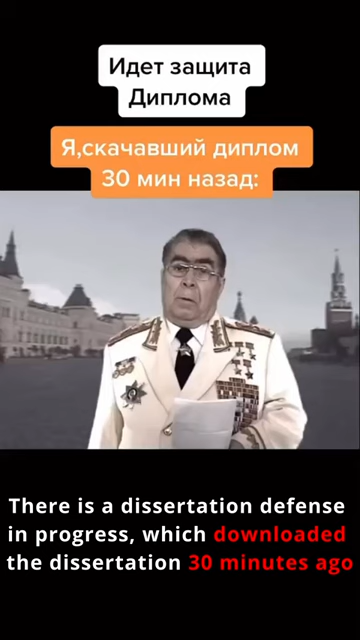 Идет защита
Диплома
Я,скачавший диплом
30 мин назад:
There is a dissertation defense
in progress, which downloaded
the dissertation 30 minutes ago